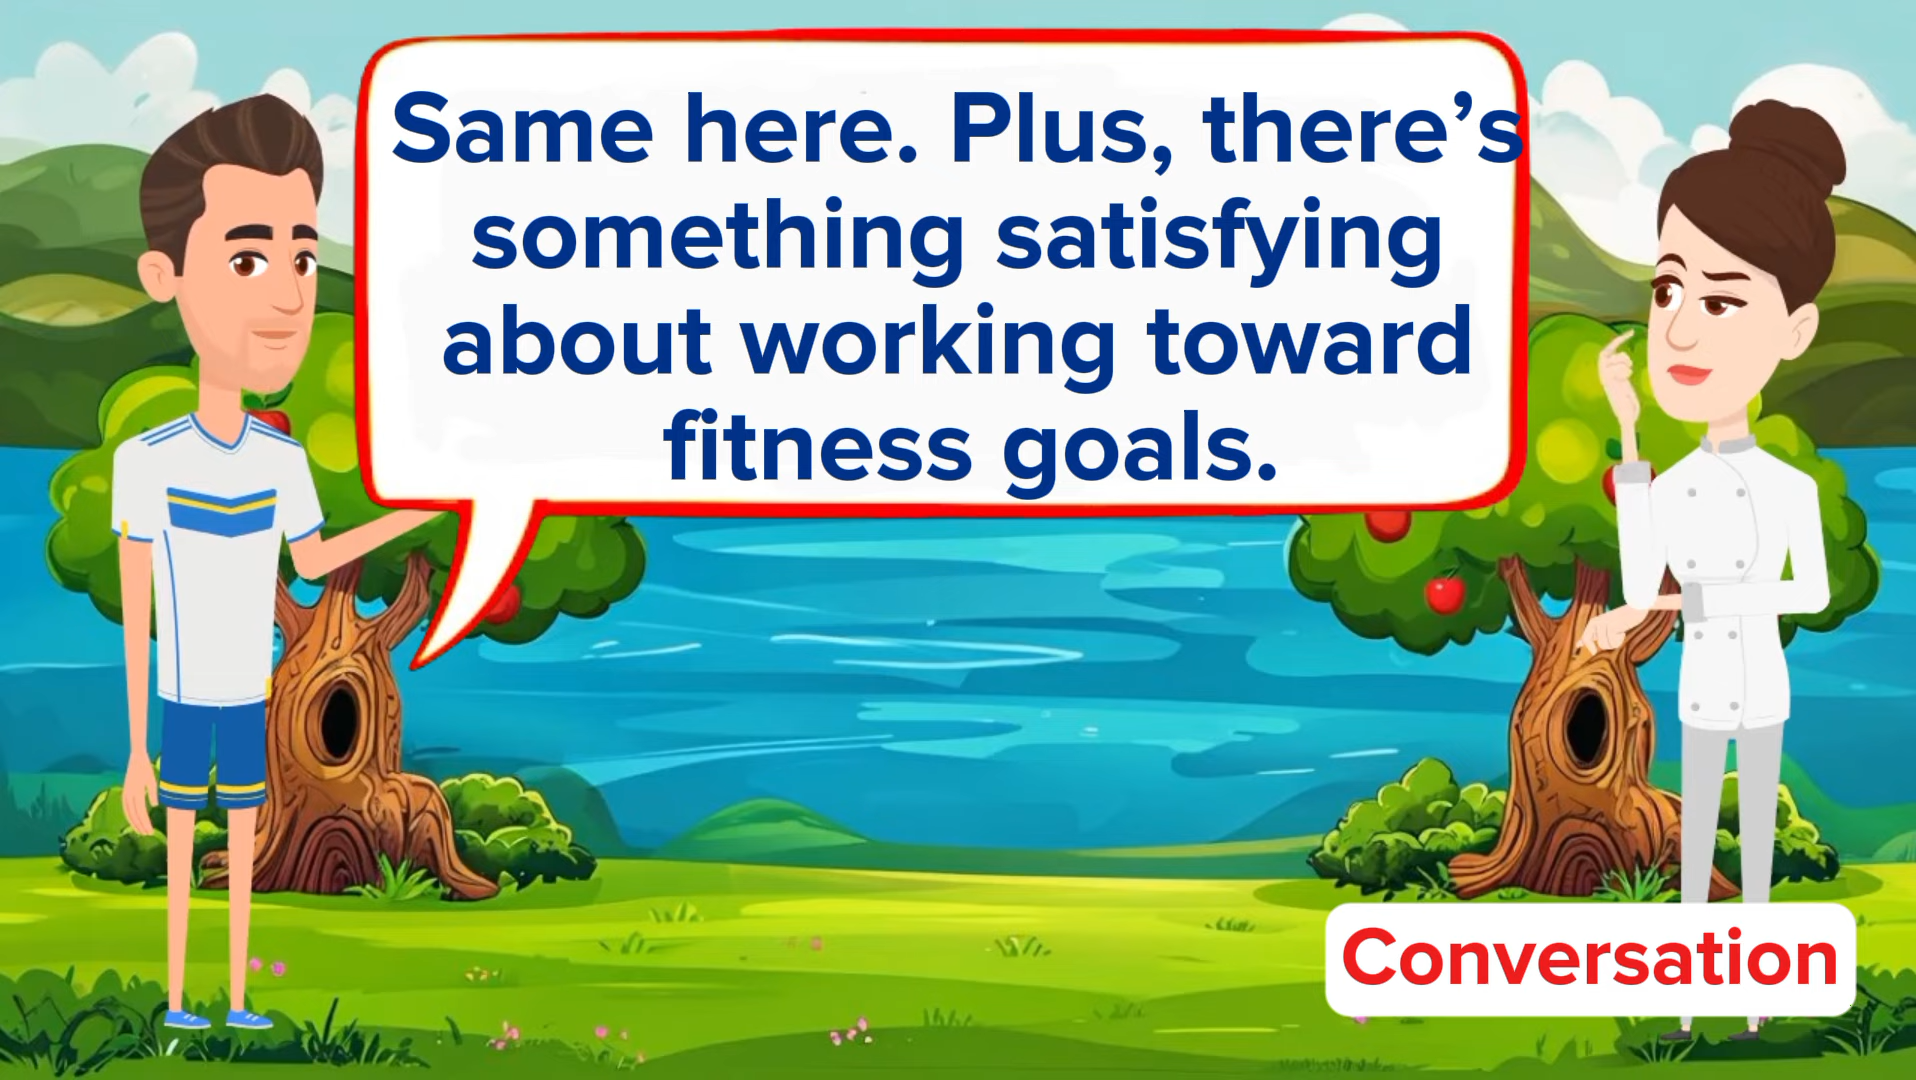 Same here. Plus, there’s
something satisfying
about working toward
fitness goals.
Conversation